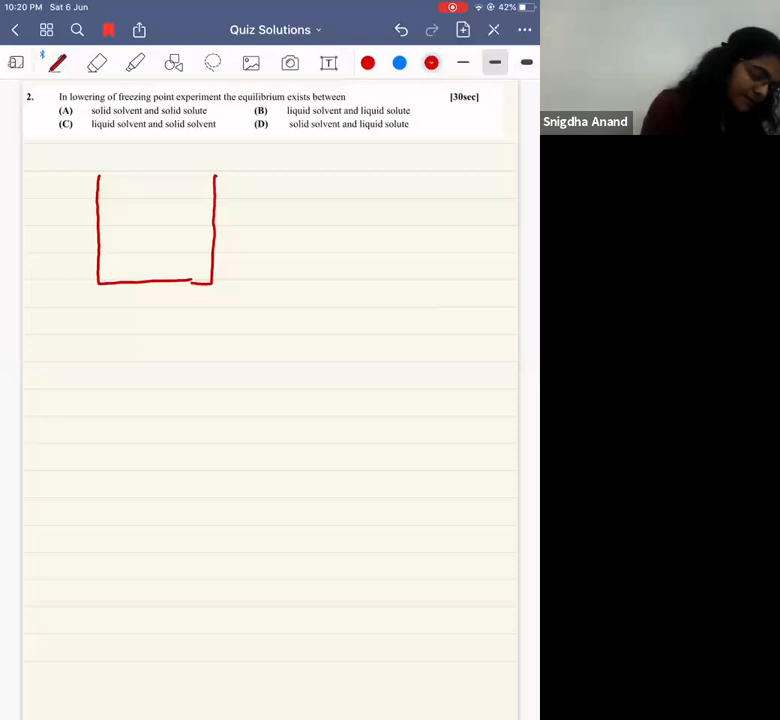 10:20 PM Sat 6 Jun 42%
Quiz Solutions
T
2. In lowering of freezing point experiment the equilibrium exists between [30sec]
(A) solid solvent and solid solute (B) liquid solvent and liquid solute
(C) liquid solvent and solid solvent (D) solid solvent and liquid solute
Snigdha Anand